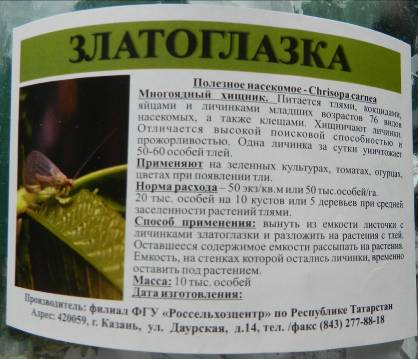 ЗЛАТОГЛАЗКА
Полезное насекомое - Chrisopa carnea
Многоядный хищник. Питается тлями, кокцидами,
яйцами и личинками младших возрастов 76 видов
насекомых, а также клещами. Хищничают личинки.
Отличается высокой поисковой способностью и
прожорливостью. Одна личинка за сутки уничтожает
50-60 особей тлей.
Применяют на зеленных культурах, томатах, огурцах,
цветах при появлении тли.
Норма расхода – 50 экз/кв.м или 50 тыс.особей/га.
20 тыс. особей на 10 кустов или 5 деревьев при средней
заселенности растений тлями.
Способ применения: вынуть из емкости листочки с
личинками златоглазки и разложить на растения с тлей.
Оставшееся содержимое емкости рассыпать на растения.
Емкость, на стенках которой остались личинки, временно
оставить под растением.
Масса: 10 тыс. особей
Дата изготовления:
Производитель: филиал ФГУ «Россельхозцентр» по Республике Татарстан
Адрес: 420059, г. Казань, ул. Даурская, д.14, тел. /факс (843) 277-88-18